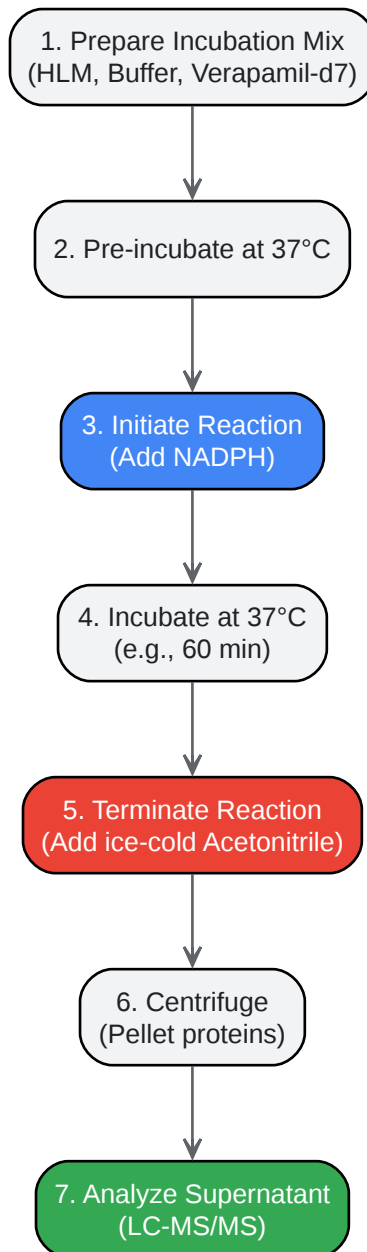 1. Prepare Incubation Mix
(HLM, Buffer, Verapamil-d7)
2. Pre-incubate at 37°C
3. Initiate Reaction
(Add NADPH)
4. Incubate at 37°C
(e.g., 60 min)
5. Terminate Reaction
(Add ice-cold Acetonitrile)
6. Centrifuge
(Pellet proteins)
7. Analyze Supernatant
(LC-MS/MS)